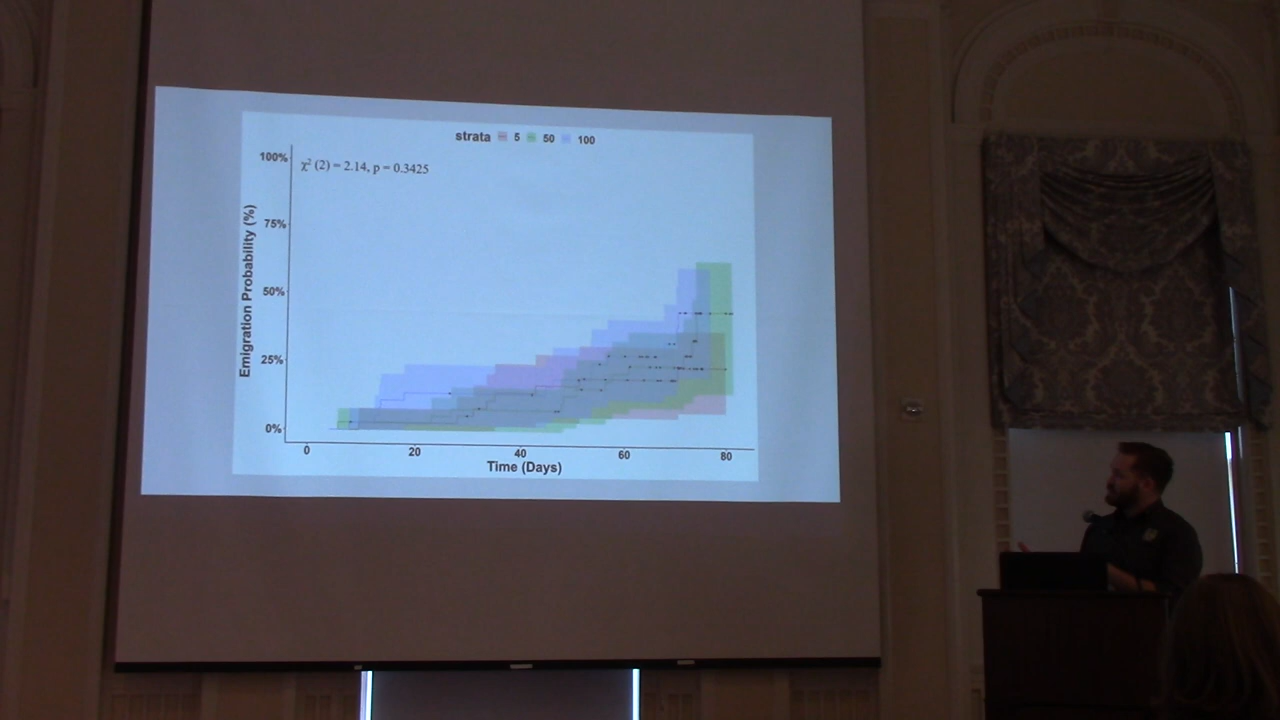 strata 5 50 100
χ² (2) = 2.14, p = 0.3425
100%
75%
50%
25%
0%
Emigration Probability (%)
0 20 40 60 80
Time (Days)